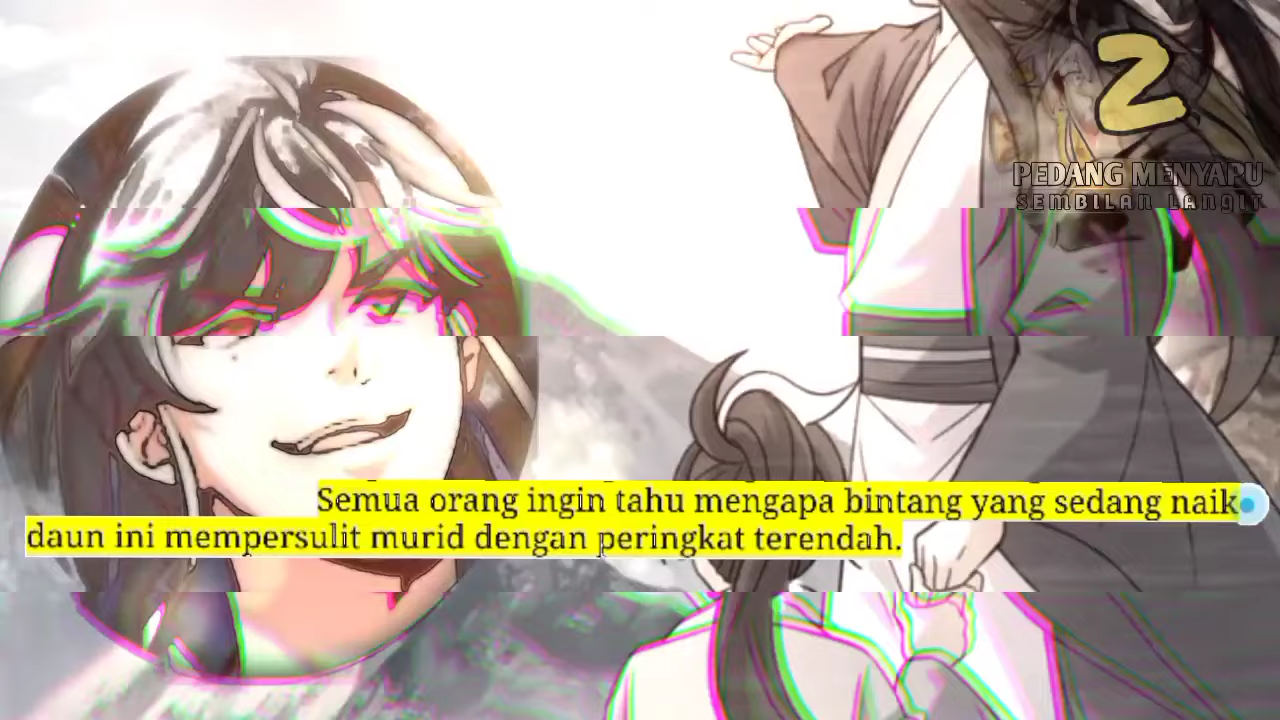 Z
PEDANG MENYAPU
SEMBILAN LANGIT
Semua orang ingin tahu mengapa bintang yang sedang naik
daun ini mempersulit murid dengan peringkat terendah.